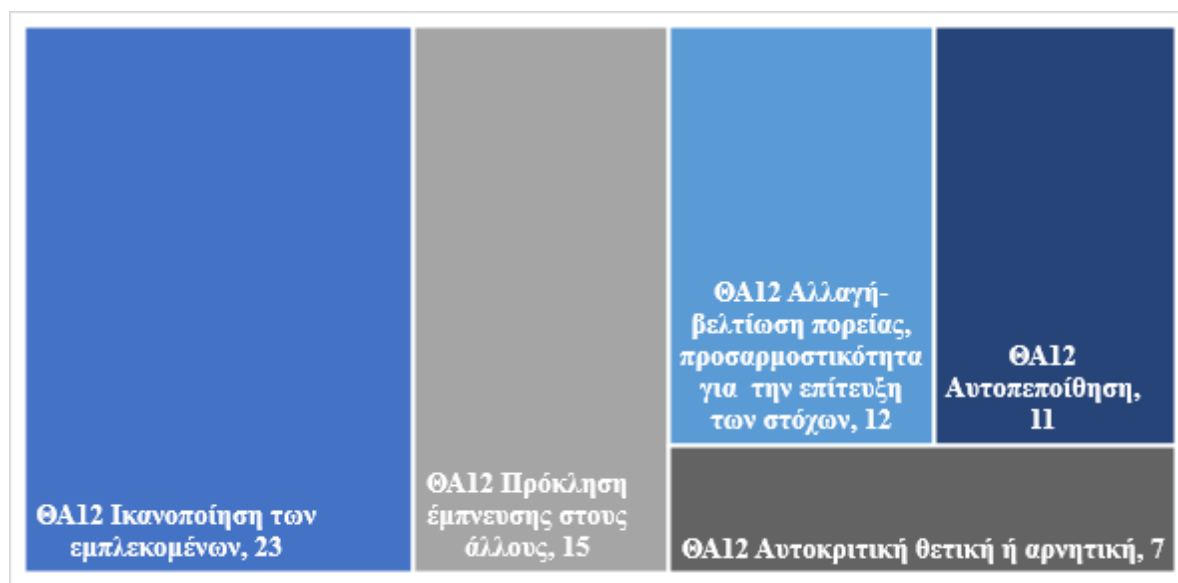 ΘΑ12 Ικανοποίηση των
εμπλεκομένων, 23
ΘΑ12 Πρόκληση
έμπνευσης στους
άλλους, 15
ΘΑ12 Αλλαγή-
βελτίωση πορείας,
προσαρμοστικότητα
για την επίτευξη
των στόχων, 12
ΘΑ12
Αυτοπεποίθηση,
11
ΘΑ12 Αυτοκριτική θετική ή αρνητική, 7